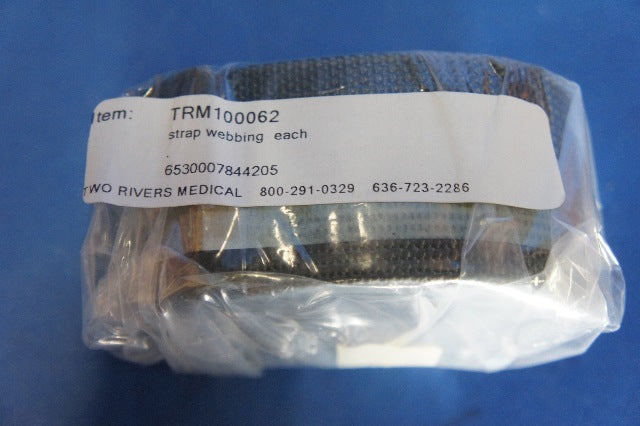 Item: TRM100062
strap webbing each
6530007844205
TWO RIVERS MEDICAL 800-291-0329 636-723-2286